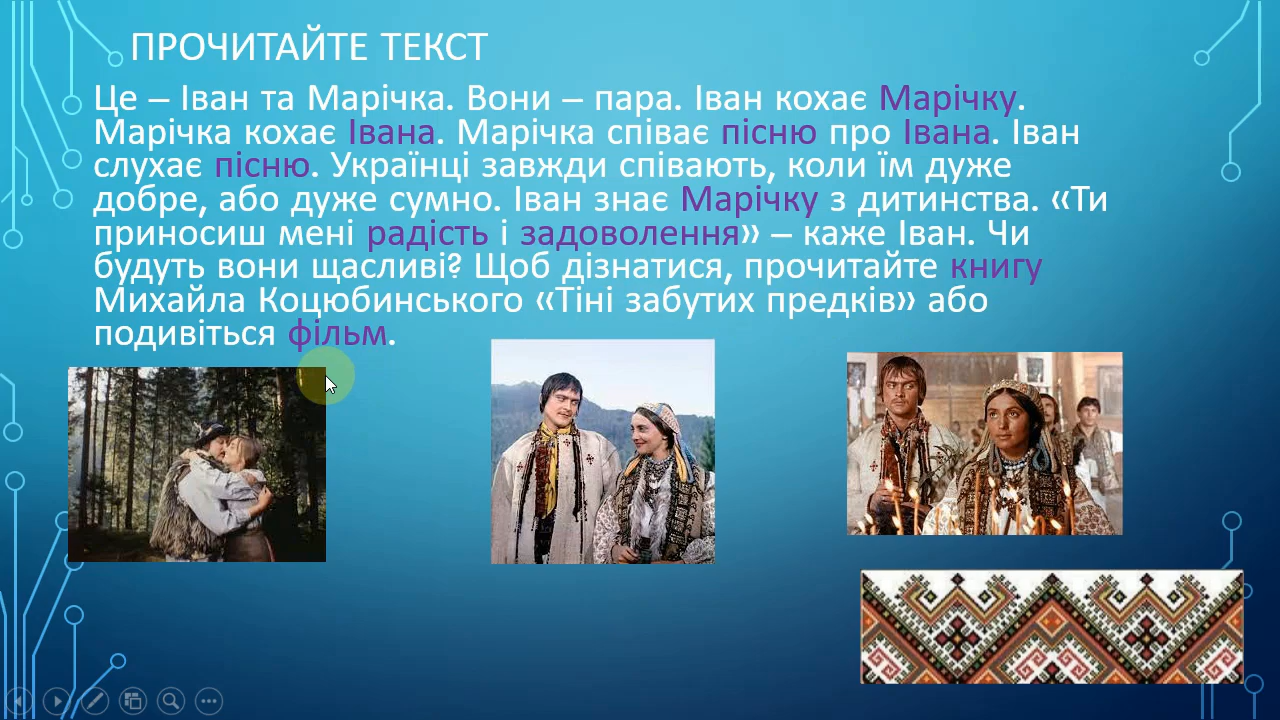 ПРОЧИТАЙТЕ ТЕКСТ
Це – Іван та Марічка. Вони – пара. Іван кохає Марічку.
Марічка кохає Івана. Марічка співає пісню про Івана. Іван
слухає пісню. Українці завжди співають, коли їм дуже
добре, або дуже сумно. Іван знає Марічку з дитинства. «Ти
приносиш мені радість і задоволення» – каже Іван. Чи
будуть вони щасливі? Щоб дізнатися, прочитайте книгу
Михайла Коцюбинського «Тіні забутих предків» або
подивіться фільм.